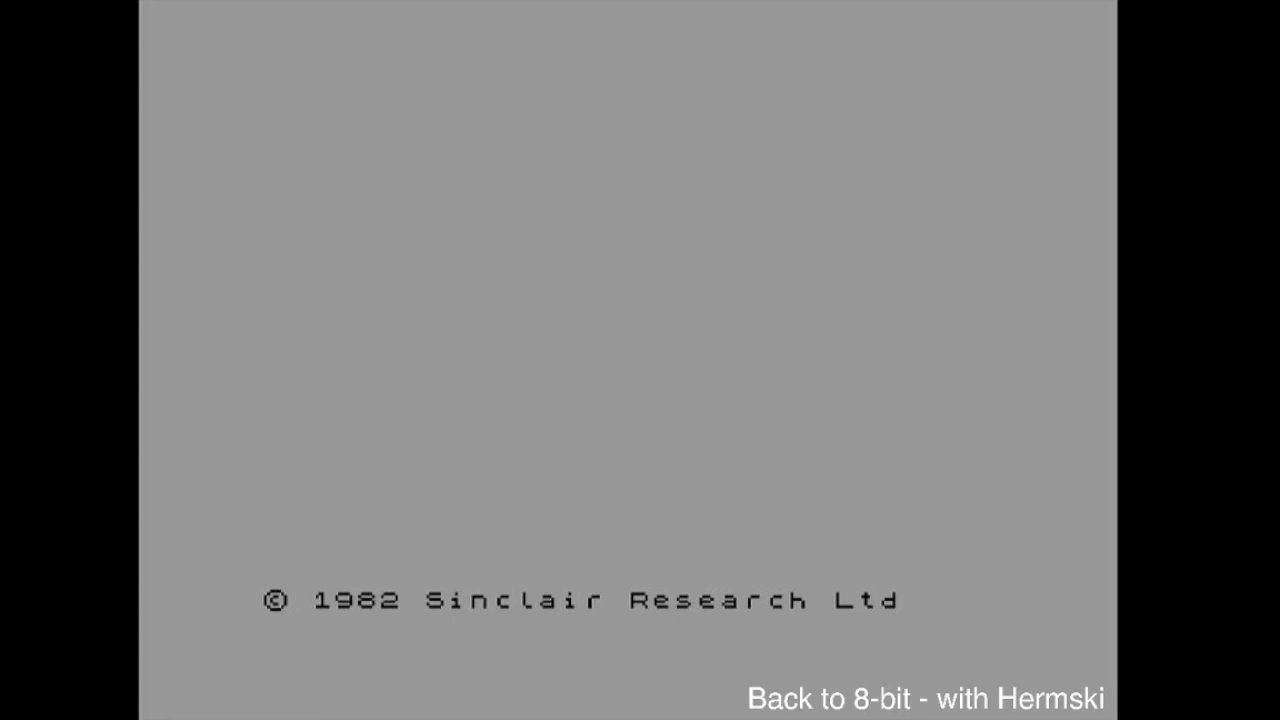 © 1982 Sinclair Research Ltd
Back to 8-bit - with Hermski